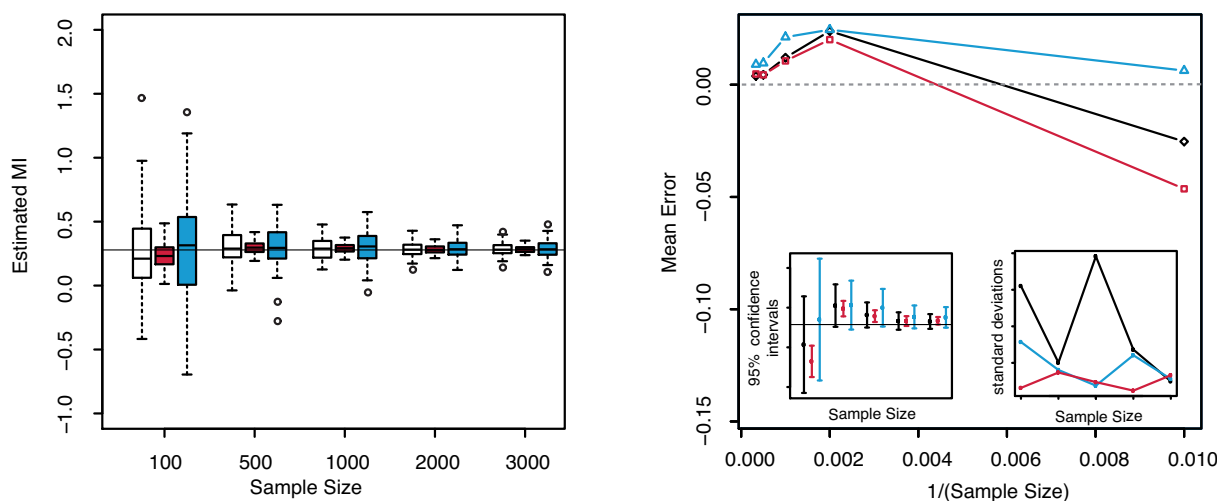 Estimated MI
2.0
1.5
1.0
0.5
0.0
−0.5
−1.0
100 500 1000 2000 3000
Sample Size
Mean Error
0.00
−0.05
−0.10
−0.15
95% confidence
intervals
Sample Size
standard deviations
Sample Size
0.000 0.002 0.004 0.006 0.008 0.010
1/(Sample Size)